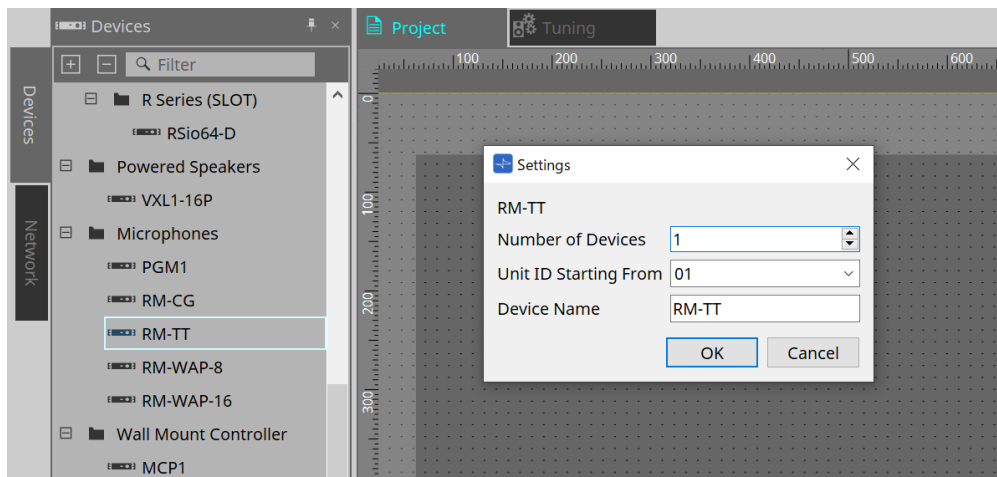 Devices
Project
Tuning
Filter
100 200 300 400 500 600
Devices
Network
R Series (SLOT)
RSio64-D
Powered Speakers
VXL1-16P
Microphones
PGM1
RM-CG
RM-TT
RM-WAP-8
RM-WAP-16
Wall Mount Controller
MCP1
0
100
200
300
Settings
RM-TT
Number of Devices 1
Unit ID Starting From 01
Device Name RM-TT
OK Cancel